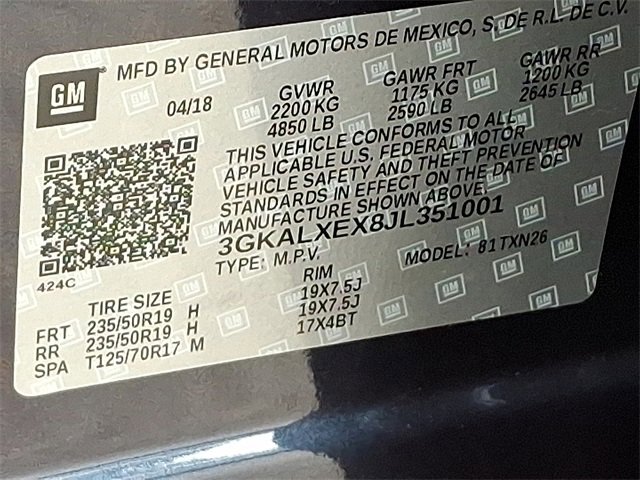 MFD BY GENERAL MOTORS DE MEXICO, S. DE R.L. DE C.V.
GM
04/18 GVWR GAWR FRT GAWR RR
2200 KG 1175 KG 1200 KG
4850 LB 2590 LB 2645 LB
THIS VEHICLE CONFORMS TO ALL
APPLICABLE U.S. FEDERAL MOTOR
VEHICLE SAFETY AND THEFT PREVENTION
STANDARDS IN EFFECT ON THE DATE OF
MANUFACTURE SHOWN ABOVE.
3GKALXEX8JL351001
TYPE: M.P.V. MODEL: 81TXN26
424C
TIRE SIZE RIM
FRT 235/50R19 H 19X7.5J
RR 235/50R19 H 19X7.5J
SPA T125/70R17 M 17X4BT